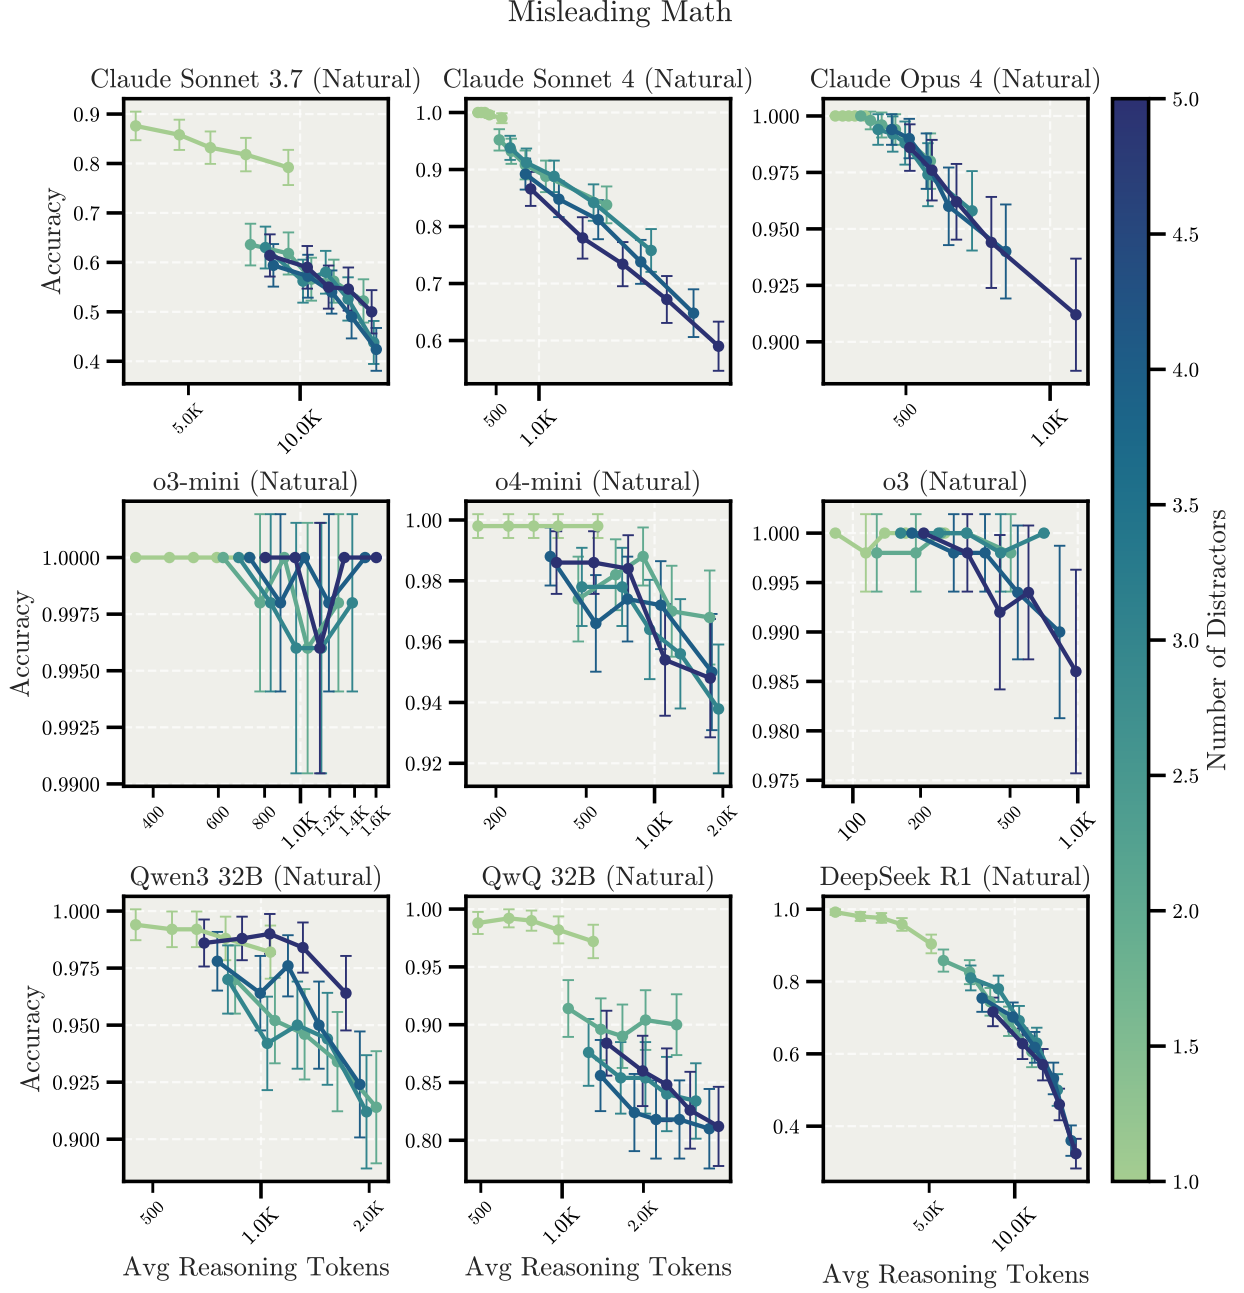 Misleading Math
Claude Sonnet 3.7 (Natural)
Accuracy
0.9
0.8
0.7
0.6
0.5
0.4
5.0K
10.0K
Claude Sonnet 4 (Natural)
1.0
0.9
0.8
0.7
0.6
500
1.0K
Claude Opus 4 (Natural)
1.000
0.975
0.950
0.925
0.900
500
1.0K
o3-mini (Natural)
Accuracy
1.0000
0.9975
0.9950
0.9925
0.9900
400
600
800
1.0K
1.2K
1.4K
1.6K
o4-mini (Natural)
1.00
0.98
0.96
0.94
0.92
200
500
1.0K
2.0K
o3 (Natural)
1.000
0.995
0.990
0.985
0.980
0.975
100
200
500
1.0K
Qwen3 32B (Natural)
Accuracy
1.000
0.975
0.950
0.925
0.900
500
1.0K
2.0K
Avg Reasoning Tokens
QwQ 32B (Natural)
1.00
0.95
0.90
0.85
0.80
500
1.0K
2.0K
Avg Reasoning Tokens
DeepSeek R1 (Natural)
1.0
0.8
0.6
0.4
5.0K
10.0K
Avg Reasoning Tokens
5.0
4.5
4.0
3.5
3.0
2.5
2.0
1.5
1.0
Number of Distractors